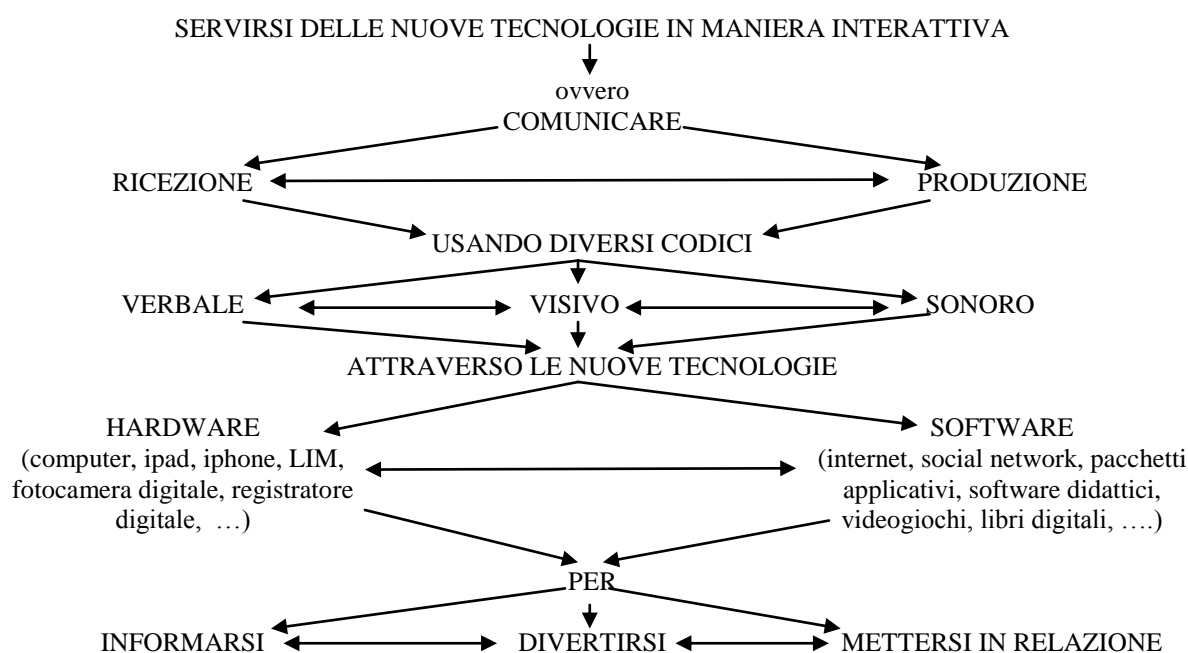 SERVIRSI DELLE NUOVE TECNOLOGIE IN MANIERA INTERATTIVA
ovvero
COMUNICARE
RICEZIONE PRODUZIONE
USANDO DIVERSI CODICI
VERBALE VISIVO SONORO
ATTRAVERSO LE NUOVE TECNOLOGIE
HARDWARE
(computer, ipad, iphone, LIM,
fotocamera digitale, registratore
digitale, …)
SOFTWARE
(internet, social network, pacchetti
applicativi, software didattici,
videogiochi, libri digitali, ….)
PER
INFORMARSI DIVERTIRSI METTERSI IN RELAZIONE